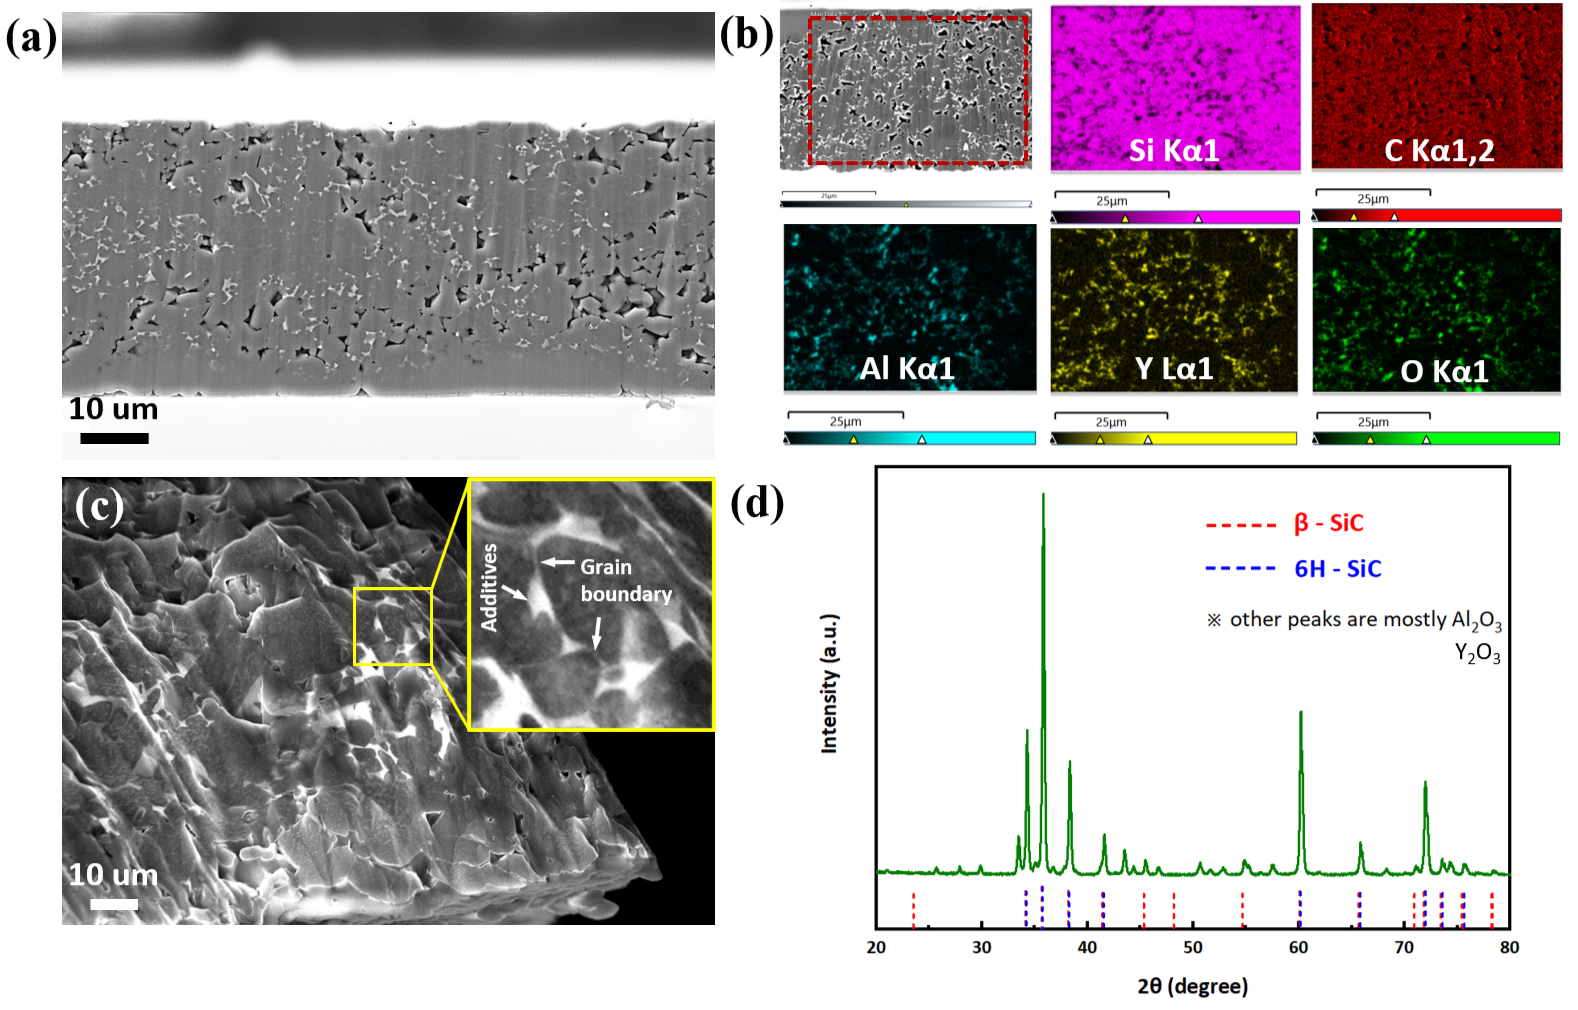 (a)
10 um
(b)
25μm
Si Kα1
25μm
C Kα1,2
25μm
Al Kα1
25μm
Y Lα1
25μm
O Kα1
25μm
(c)
10 um
Additives
Grain
boundary
(d)
β - SiC
6H - SiC
※ other peaks are mostly Al₂O₃
Y₂O₃
Intensity (a.u.)
20 30 40 50 60 70 80
2θ (degree)